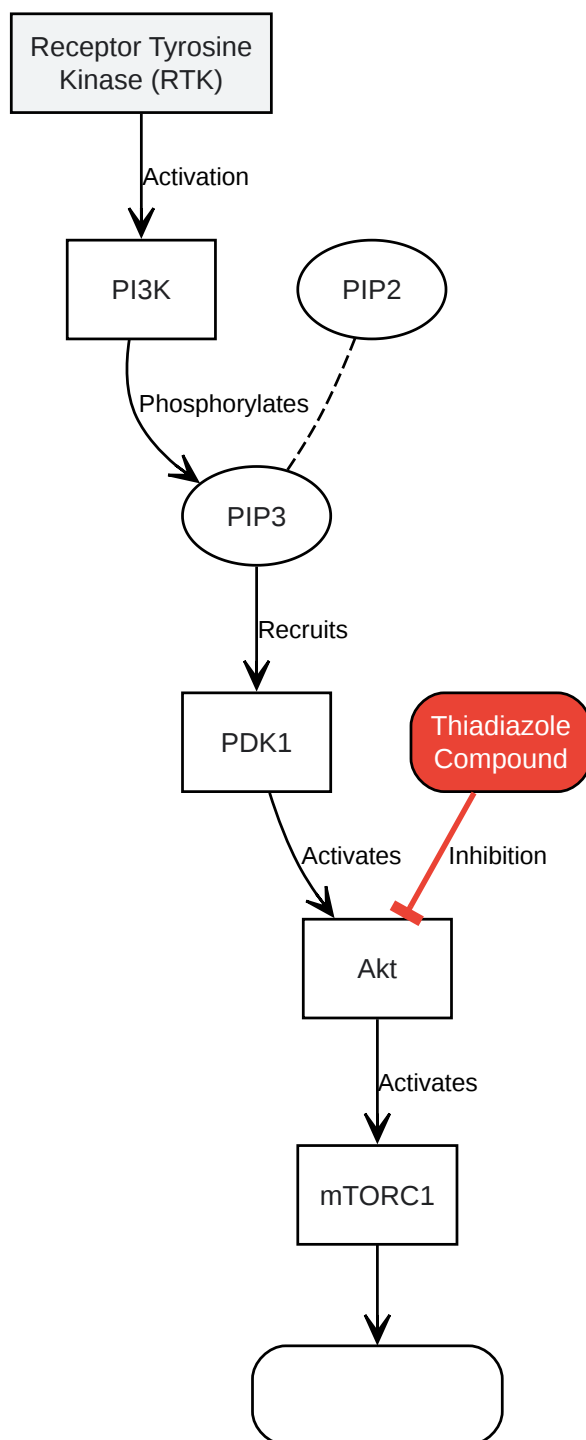 Receptor Tyrosine
Kinase (RTK)
Activation
PI3K
PIP2
Phosphorylates
PIP3
Recruits
PDK1
Thiadiazole
Compound
Activates
Inhibition
Akt
Activates
mTORC1